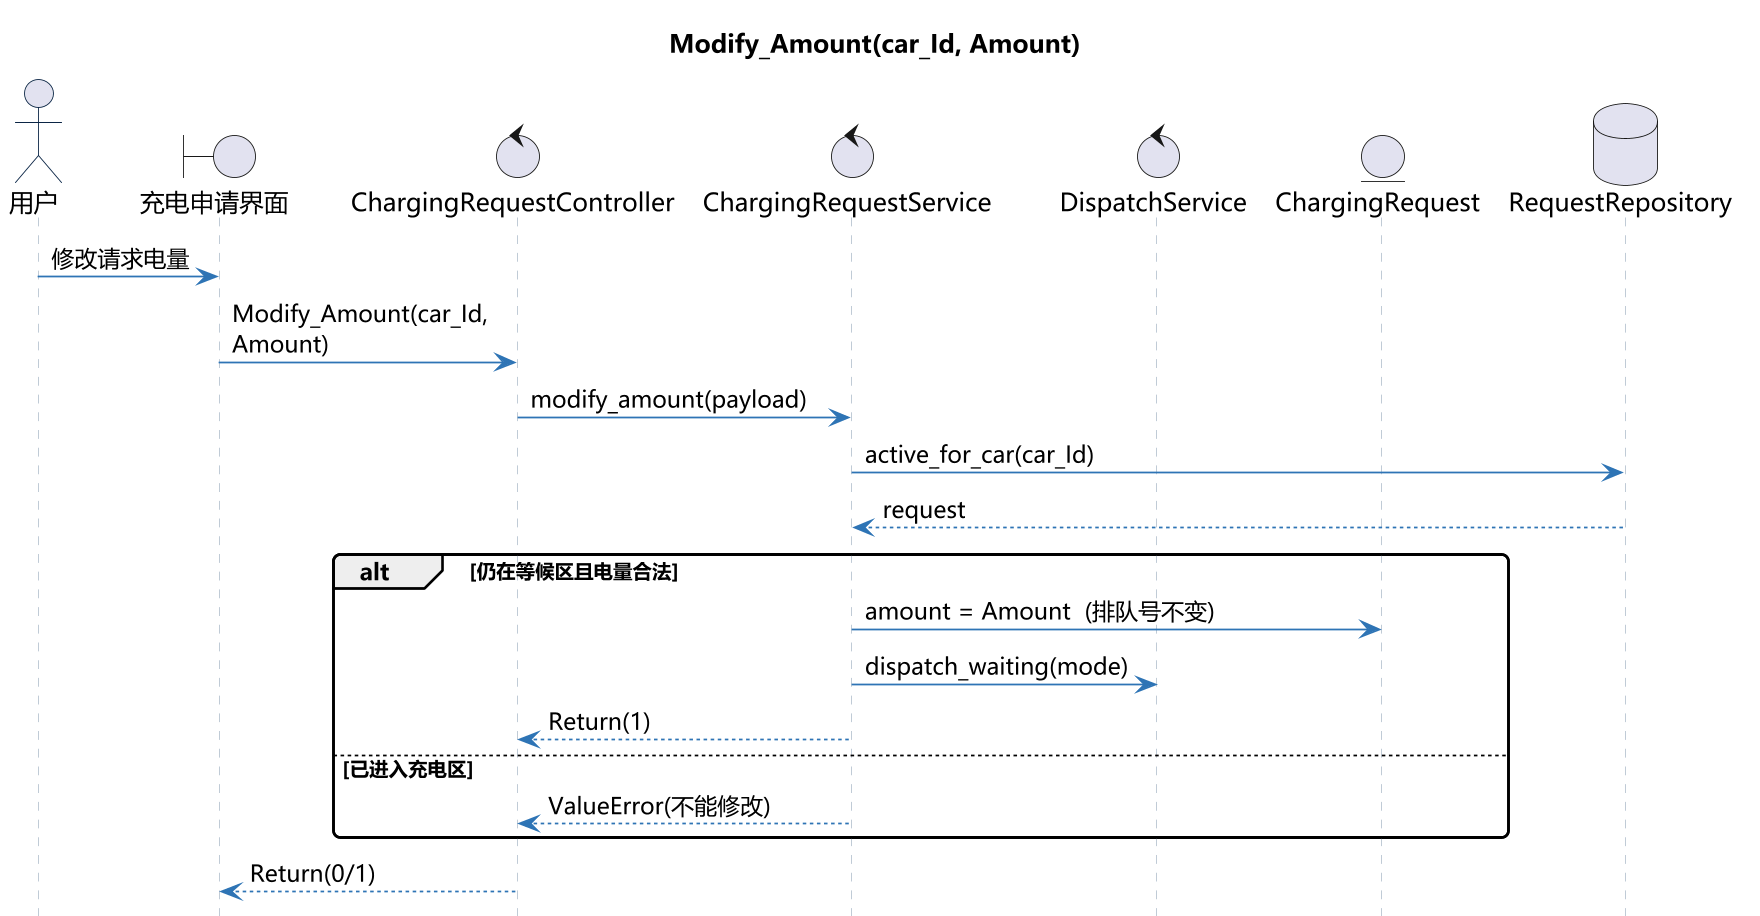 Modify_Amount(car_Id, Amount)
用户
充电申请界面
ChargingRequestController
ChargingRequestService
DispatchService
ChargingRequest
RequestRepository
修改请求电量
Modify_Amount(car_Id,
Amount)
modify_amount(payload)
active_for_car(car_Id)
request
alt
[仍在等候区且电量合法]
amount = Amount  (排队号不变)
dispatch_waiting(mode)
Return(1)
[已进入充电区]
ValueError(不能修改)
Return(0/1)